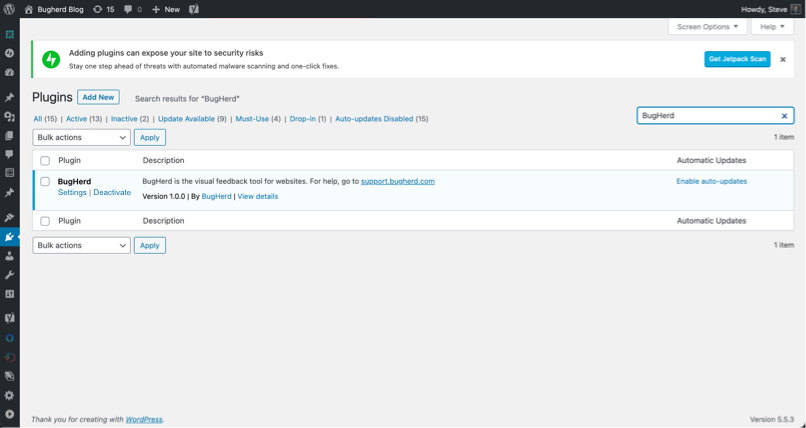 Bugherd Blog 15 0 + New Howdy, Steve
Screen Options ▼ Help ▼
Adding plugins can expose your site to security risks
Stay one step ahead of threats with automated malware scanning and one-click fixes.
Get Jetpack Scan
Plugins Add New Search results for “BugHerd”
All (15) | Active (13) | Inactive (2) | Update Available (9) | Must-Use (4) | Drop-in (1) | Auto-updates Disabled (15)
BugHerd
Bulk actions Apply
1 item
Plugin Description Automatic Updates
BugHerd BugHerd is the visual feedback tool for websites. For help, go to support.bugherd.com Enable auto-updates
Settings | Deactivate
Version 1.0.0 | By BugHerd | View details
Plugin Description Automatic Updates
Bulk actions Apply 1 item
Thank you for creating with WordPress. Version 5.5.3